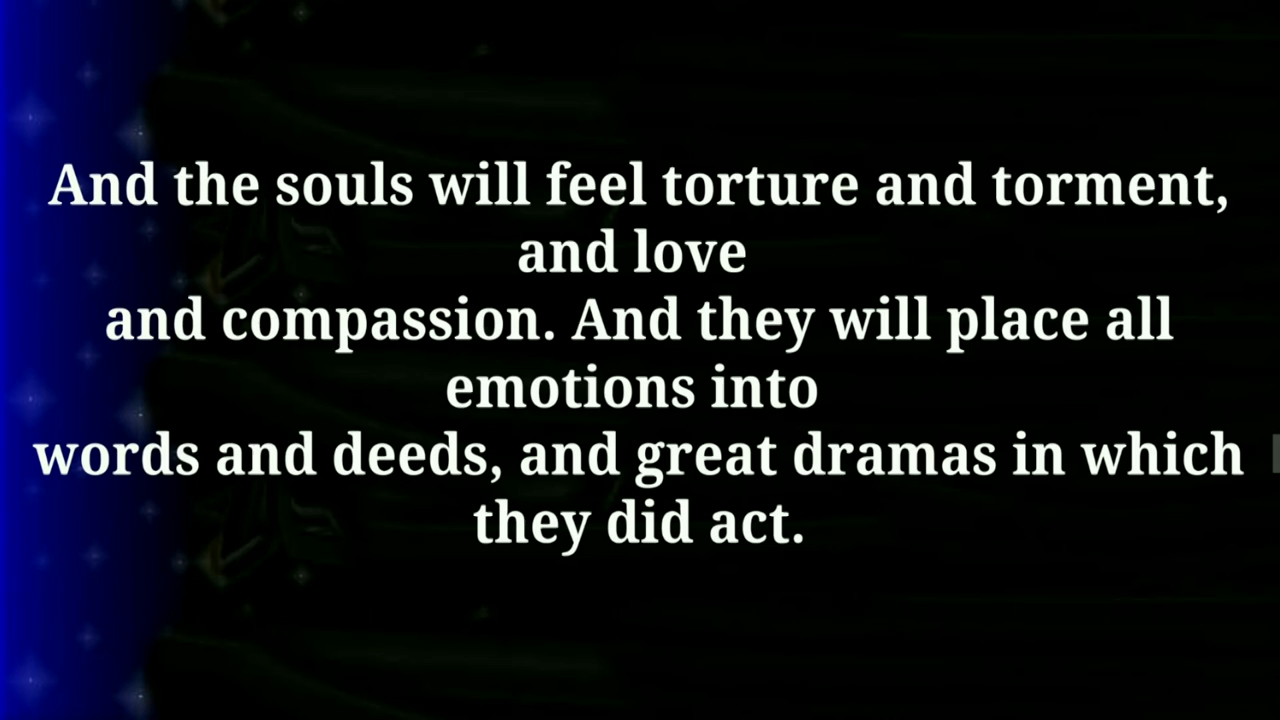 And the souls will feel torture and torment,
and love
and compassion. And they will place all
emotions into
words and deeds, and great dramas in which
they did act.